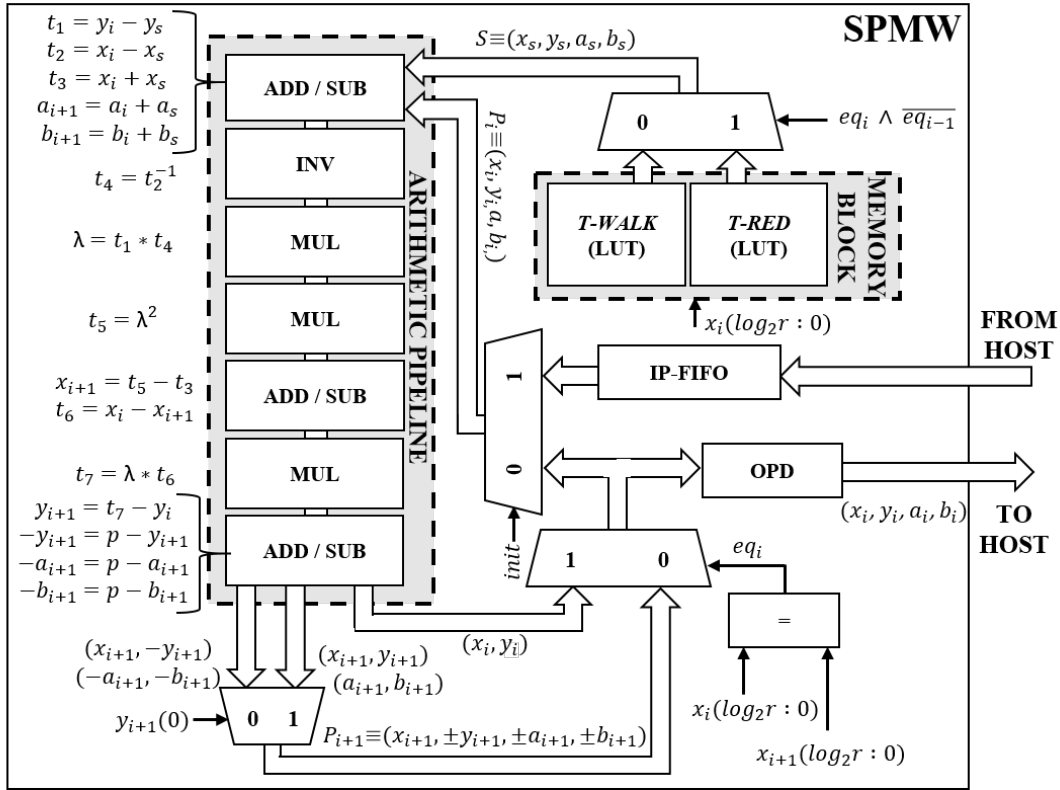 SPMW
t₁ = yᵢ − yₛ
t₂ = xᵢ − xₛ
t₃ = xᵢ + xₛ
aᵢ₊₁ = aᵢ + aₛ
bᵢ₊₁ = bᵢ + bₛ
t₄ = t₂⁻¹
λ = t₁ * t₄
t₅ = λ²
xᵢ₊₁ = t₅ − t₃
t₆ = xᵢ − xᵢ₊₁
t₇ = λ * t₆
yᵢ₊₁ = t₇ − yᵢ
−yᵢ₊₁ = p − yᵢ₊₁
−aᵢ₊₁ = p − aᵢ₊₁
−bᵢ₊₁ = p − bᵢ₊₁
ADD / SUB
INV
MUL
MUL
ADD / SUB
MUL
ADD / SUB
ARITHMETIC PIPELINE
S≡(xₛ, yₛ, aₛ, bₛ)
Pᵢ≡(xᵢ, yᵢ, a, bᵢ,)
0 1
eqᵢ ∧ e̅q̅ᵢ̅₋̅₁̅
T-WALK
(LUT)
T-RED
(LUT)
MEMORY
BLOCK
xᵢ(log₂r : 0)
FROM
HOST
1
IP-FIFO
0
OPD
(xᵢ, yᵢ, aᵢ, bᵢ)
TO
HOST
init
1 0
eqᵢ
=
xᵢ(log₂r : 0)
xᵢ₊₁(log₂r : 0)
(xᵢ, yᵢ)
(xᵢ₊₁, −yᵢ₊₁)
(−aᵢ₊₁, −bᵢ₊₁)
(xᵢ₊₁, yᵢ₊₁)
(aᵢ₊₁, bᵢ₊₁)
yᵢ₊₁(0)
0 1
Pᵢ₊₁≡(xᵢ₊₁, ±yᵢ₊₁, ±aᵢ₊₁, ±bᵢ₊₁)